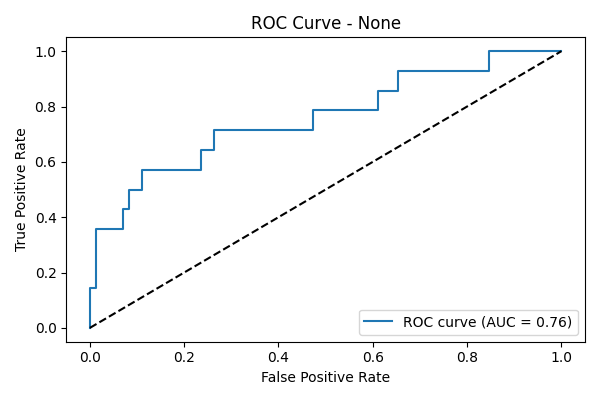 ROC Curve - None
True Positive Rate
1.0
0.8
0.6
0.4
0.2
0.0
0.0 0.2 0.4 0.6 0.8 1.0
False Positive Rate
ROC curve (AUC = 0.76)